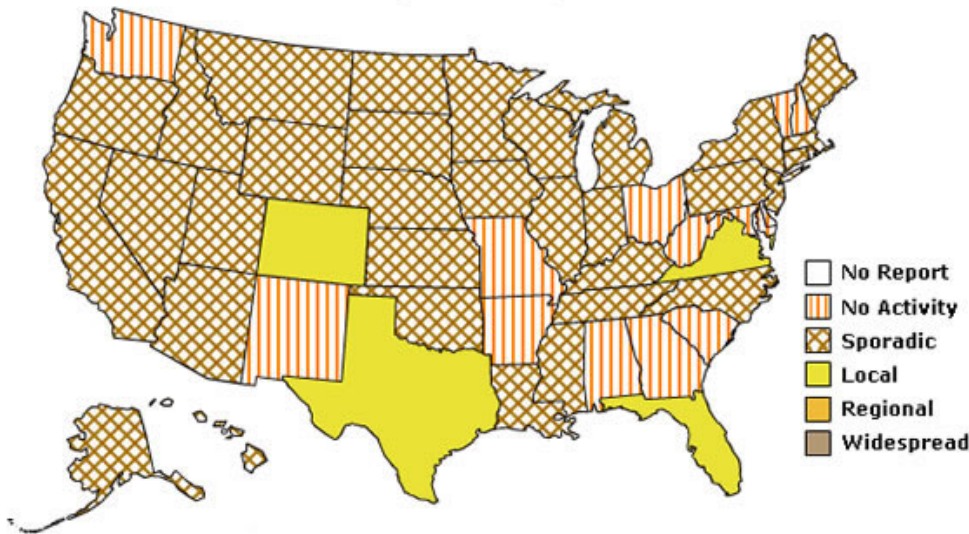 No Report
No Activity
Sporadic
Local
Regional
Widespread